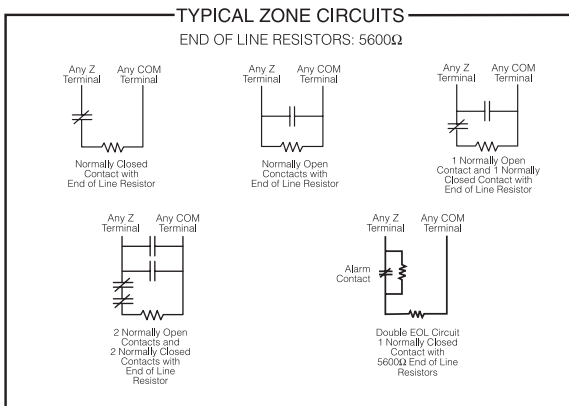 TYPICAL ZONE CIRCUITS
END OF LINE RESISTORS: 5600Ω
Any Z Terminal
Any COM Terminal
Normally Closed
Contact with
End of Line Resistor
Any Z Terminal
Any COM Terminal
Normally Open
Conctacts with
End of Line Resistor
Any Z Terminal
Any COM Terminal
1 Normally Open
Contact and 1 Normally
Closed Contact with
End of Line Resistor
Any Z Terminal
Any COM Terminal
2 Normally Open
Contacts and
2 Normally Closed
Contacts with
End of Line
Resistor
Any Z Terminal
Any COM Terminal
Alarm
Contact
Double EOL Circuit
1 Normally Closed
Contact with
5600Ω End of Line
Resistors